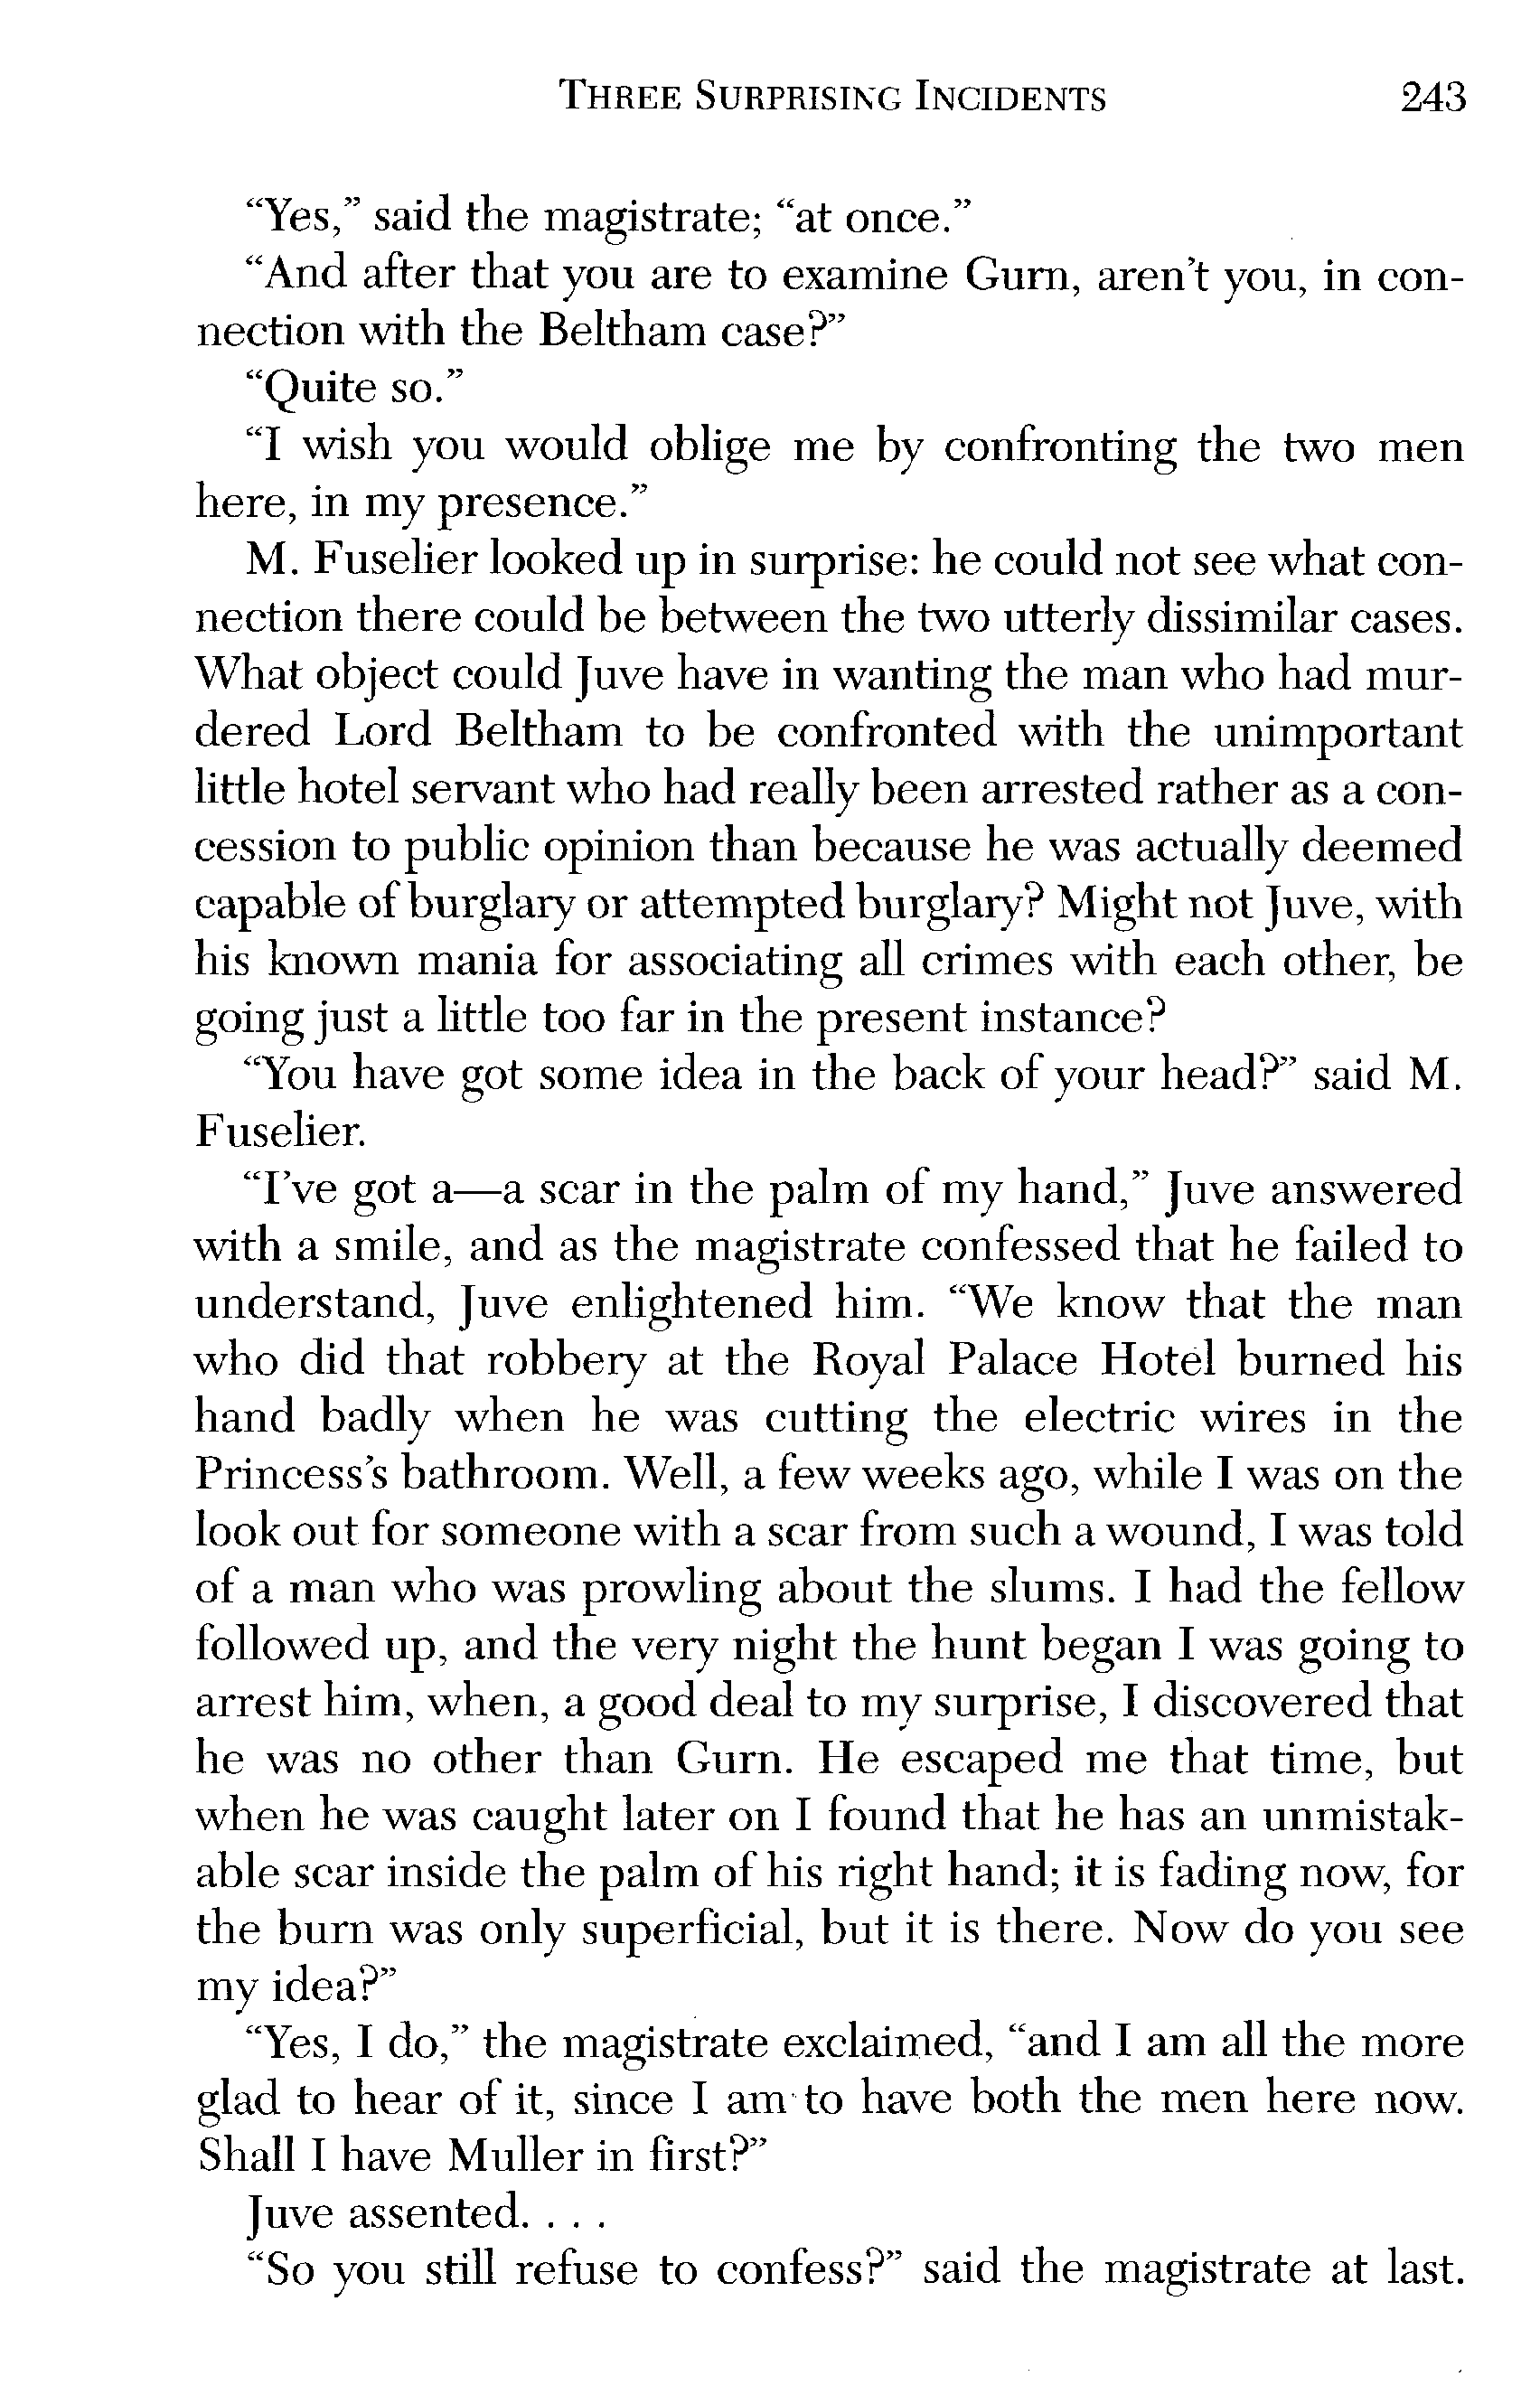 THREE SURPRISING INCIDENTS 243
“Yes,” said the magistrate; “at once.”
“And after that you are to examine Gurn, aren’t you, in con-
nection with the Beltham case?”
“Quite so.”
“I wish you would oblige me by confronting the two men
here, in my presence.”
M. Fuselier looked up in surprise: he could not see what con-
nection there could be between the two utterly dissimilar cases.
What object could Juve have in wanting the man who had mur-
dered Lord Beltham to be confronted with the unimportant
little hotel servant who had really been arrested rather as a con-
cession to public opinion than because he was actually deemed
capable of burglary or attempted burglary? Might not Juve, with
his known mania for associating all crimes with each other, be
going just a little too far in the present instance?
“You have got some idea in the back of your head?” said M.
Fuselier.
“I’ve got a—a scar in the palm of my hand,” Juve answered
with a smile, and as the magistrate confessed that he failed to
understand, Juve enlightened him. “We know that the man
who did that robbery at the Royal Palace Hotel burned his
hand badly when he was cutting the electric wires in the
Princess’s bathroom. Well, a few weeks ago, while I was on the
look out for someone with a scar from such a wound, I was told
of a man who was prowling about the slums. I had the fellow
followed up, and the very night the hunt began I was going to
arrest him, when, a good deal to my surprise, I discovered that
he was no other than Gurn. He escaped me that time, but
when he was caught later on I found that he has an unmistak-
able scar inside the palm of his right hand; it is fading now, for
the burn was only superficial, but it is there. Now do you see
my idea?”
“Yes, I do,” the magistrate exclaimed, “and I am all the more
glad to hear of it, since I am to have both the men here now.
Shall I have Muller in first?”
Juve assented. . . .
“So you still refuse to confess?” said the magistrate at last.